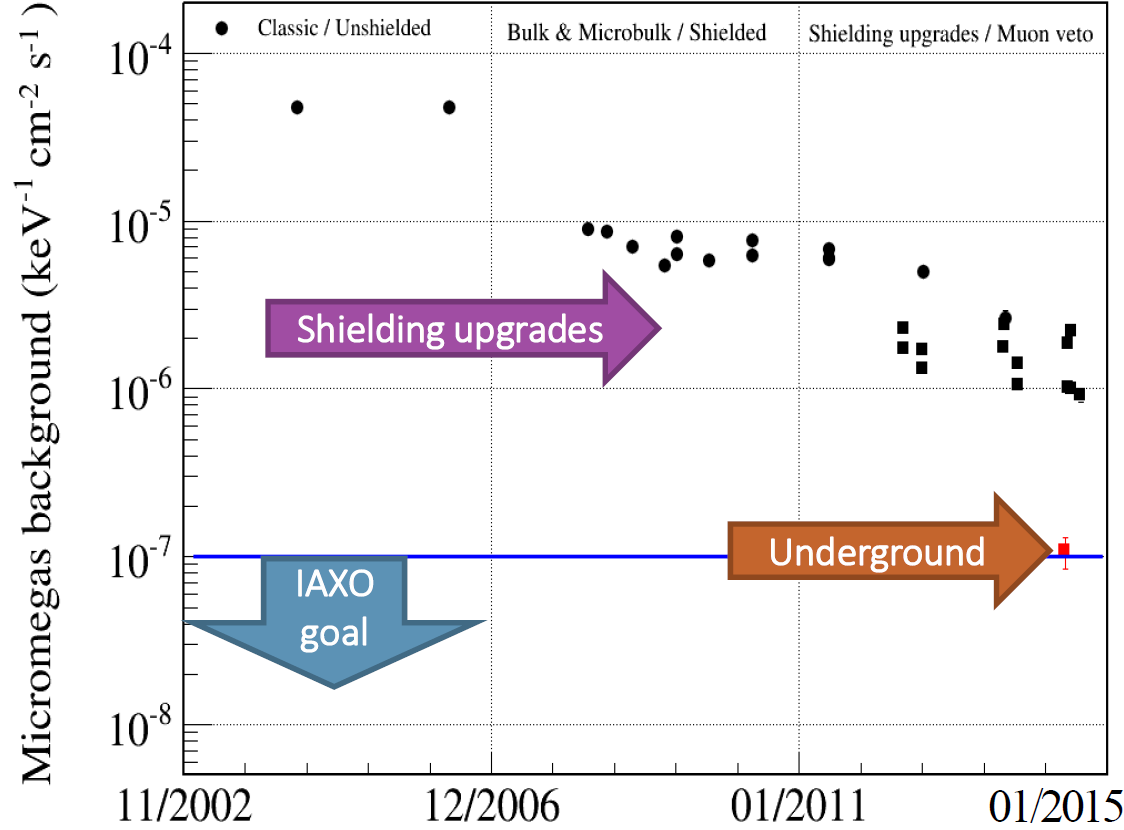 Micromegas background (keV⁻¹ cm⁻² s⁻¹)
Classic / Unshielded
Bulk & Microbulk / Shielded
Shielding upgrades / Muon veto
10⁻⁴
10⁻⁵
Shielding upgrades
10⁻⁶
10⁻⁷
Underground
IAXO
goal
10⁻⁸
11/2002
12/2006
01/2011
01/2015